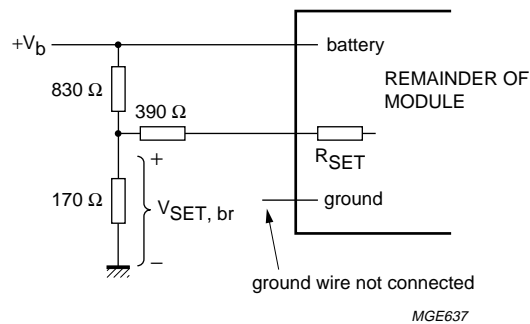 +Vb
battery
830 Ω
REMAINDER OF
MODULE
390 Ω
RSET
+
170 Ω
VSET, br
ground
−
ground wire not connected
MGE637